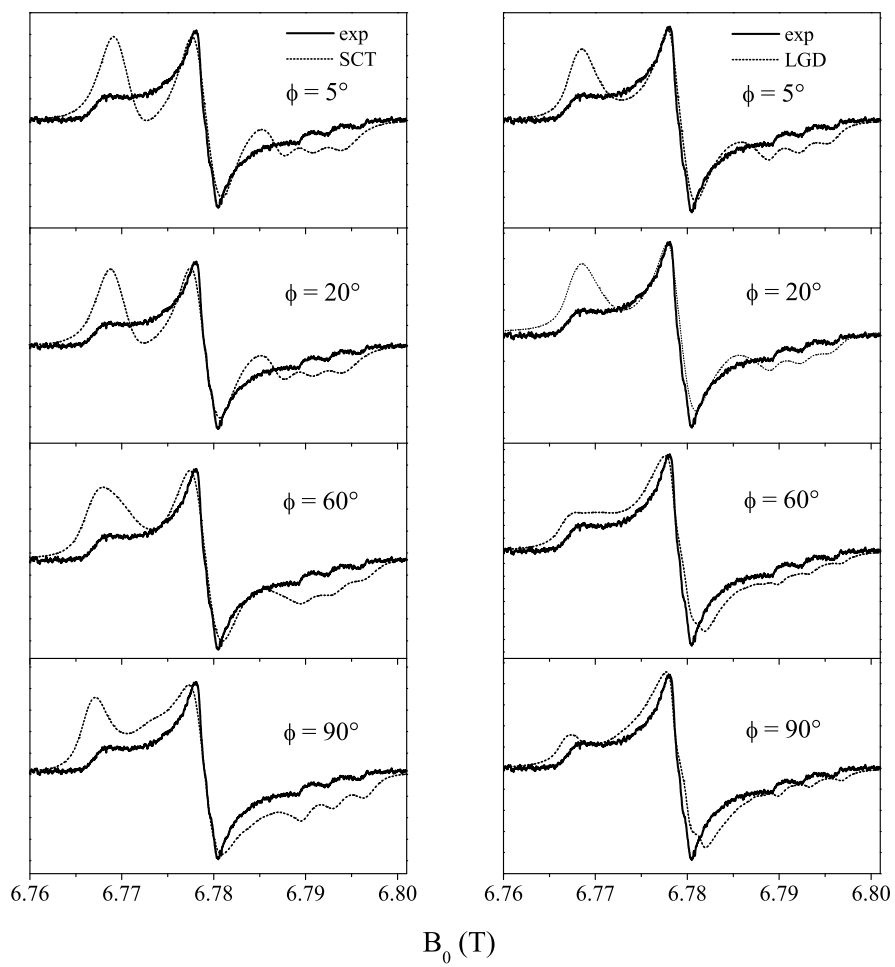 exp
SCT
ϕ = 5°
exp
LGD
ϕ = 5°
ϕ = 20°
ϕ = 20°
ϕ = 60°
ϕ = 60°
ϕ = 90°
ϕ = 90°
6.76 6.77 6.78 6.79 6.80
6.76 6.77 6.78 6.79 6.80
B₀ (T)